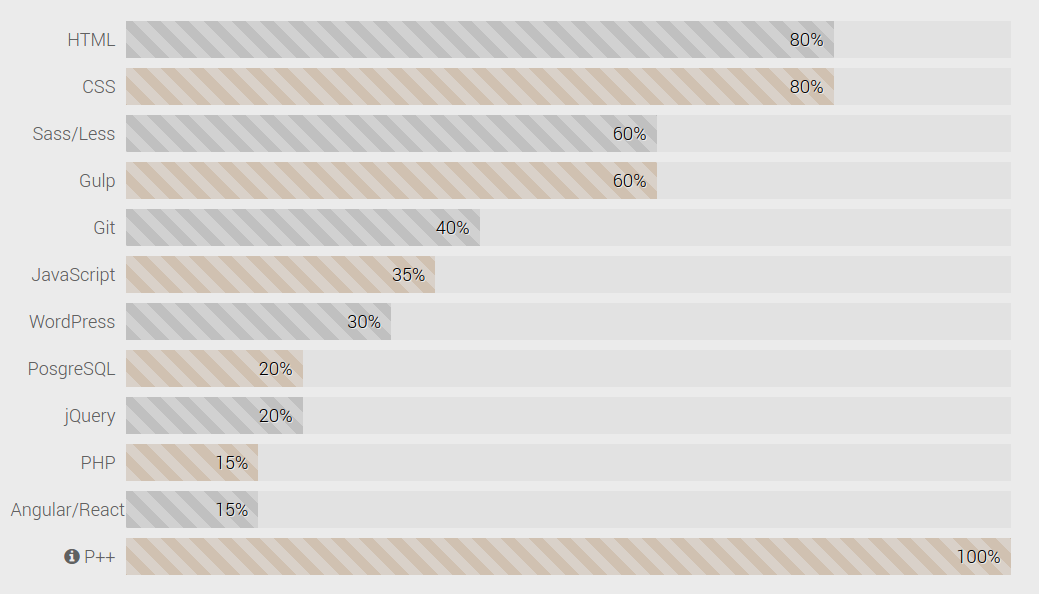 HTML 80%
CSS 80%
Sass/Less 60%
Gulp 60%
Git 40%
JavaScript 35%
WordPress 30%
PosgreSQL 20%
jQuery 20%
PHP 15%
Angular/React 15%
P++ 100%